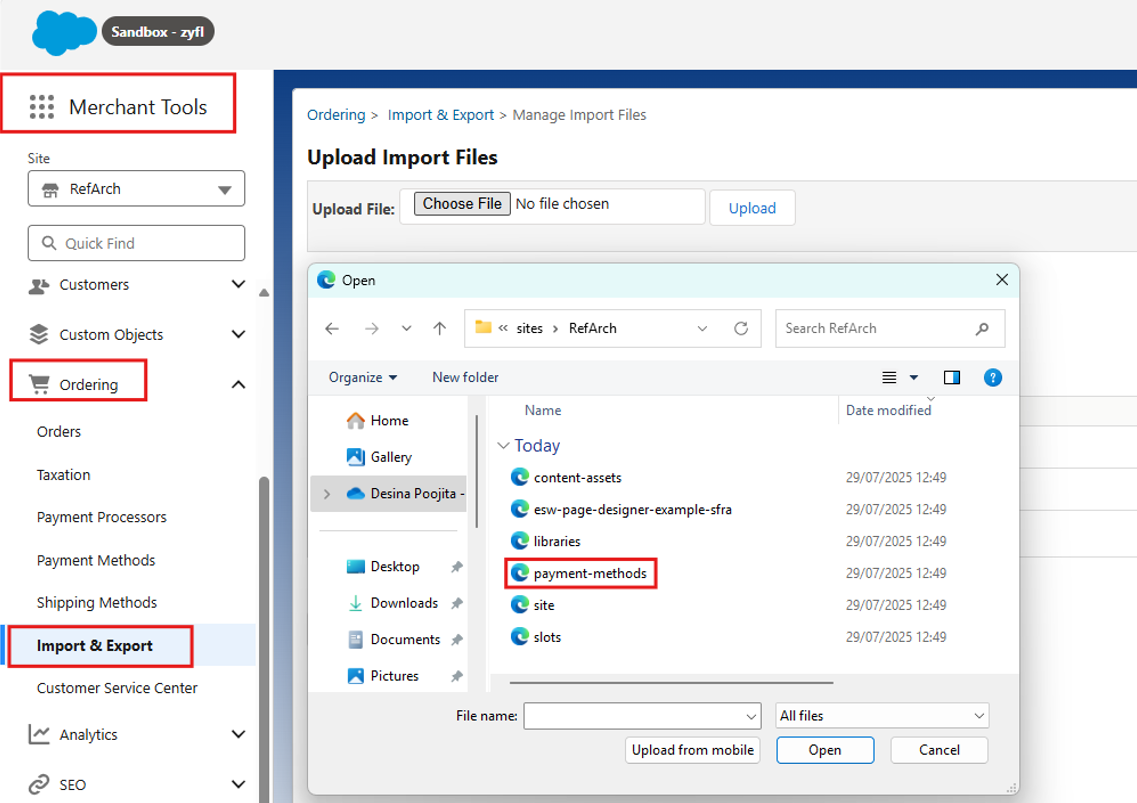 Sandbox - zyfl
Merchant Tools
Site
RefArch
Quick Find
Customers
Custom Objects
Ordering
Orders
Taxation
Payment Processors
Payment Methods
Shipping Methods
Import & Export
Customer Service Center
Analytics
SEO
Ordering > Import & Export > Manage Import Files
Upload Import Files
Upload File: Choose File No file chosen Upload
Open
« sites › RefArch
Search RefArch
Organize New folder
?
Home
Gallery
Desina Poojita -
Desktop
Downloads
Documents
Pictures
Name Date modified
Today
content-assets 29/07/2025 12:49
esw-page-designer-example-sfra 29/07/2025 12:49
libraries 29/07/2025 12:49
payment-methods 29/07/2025 12:49
site 29/07/2025 12:49
slots 29/07/2025 12:49
File name: All files
Upload from mobile Open Cancel